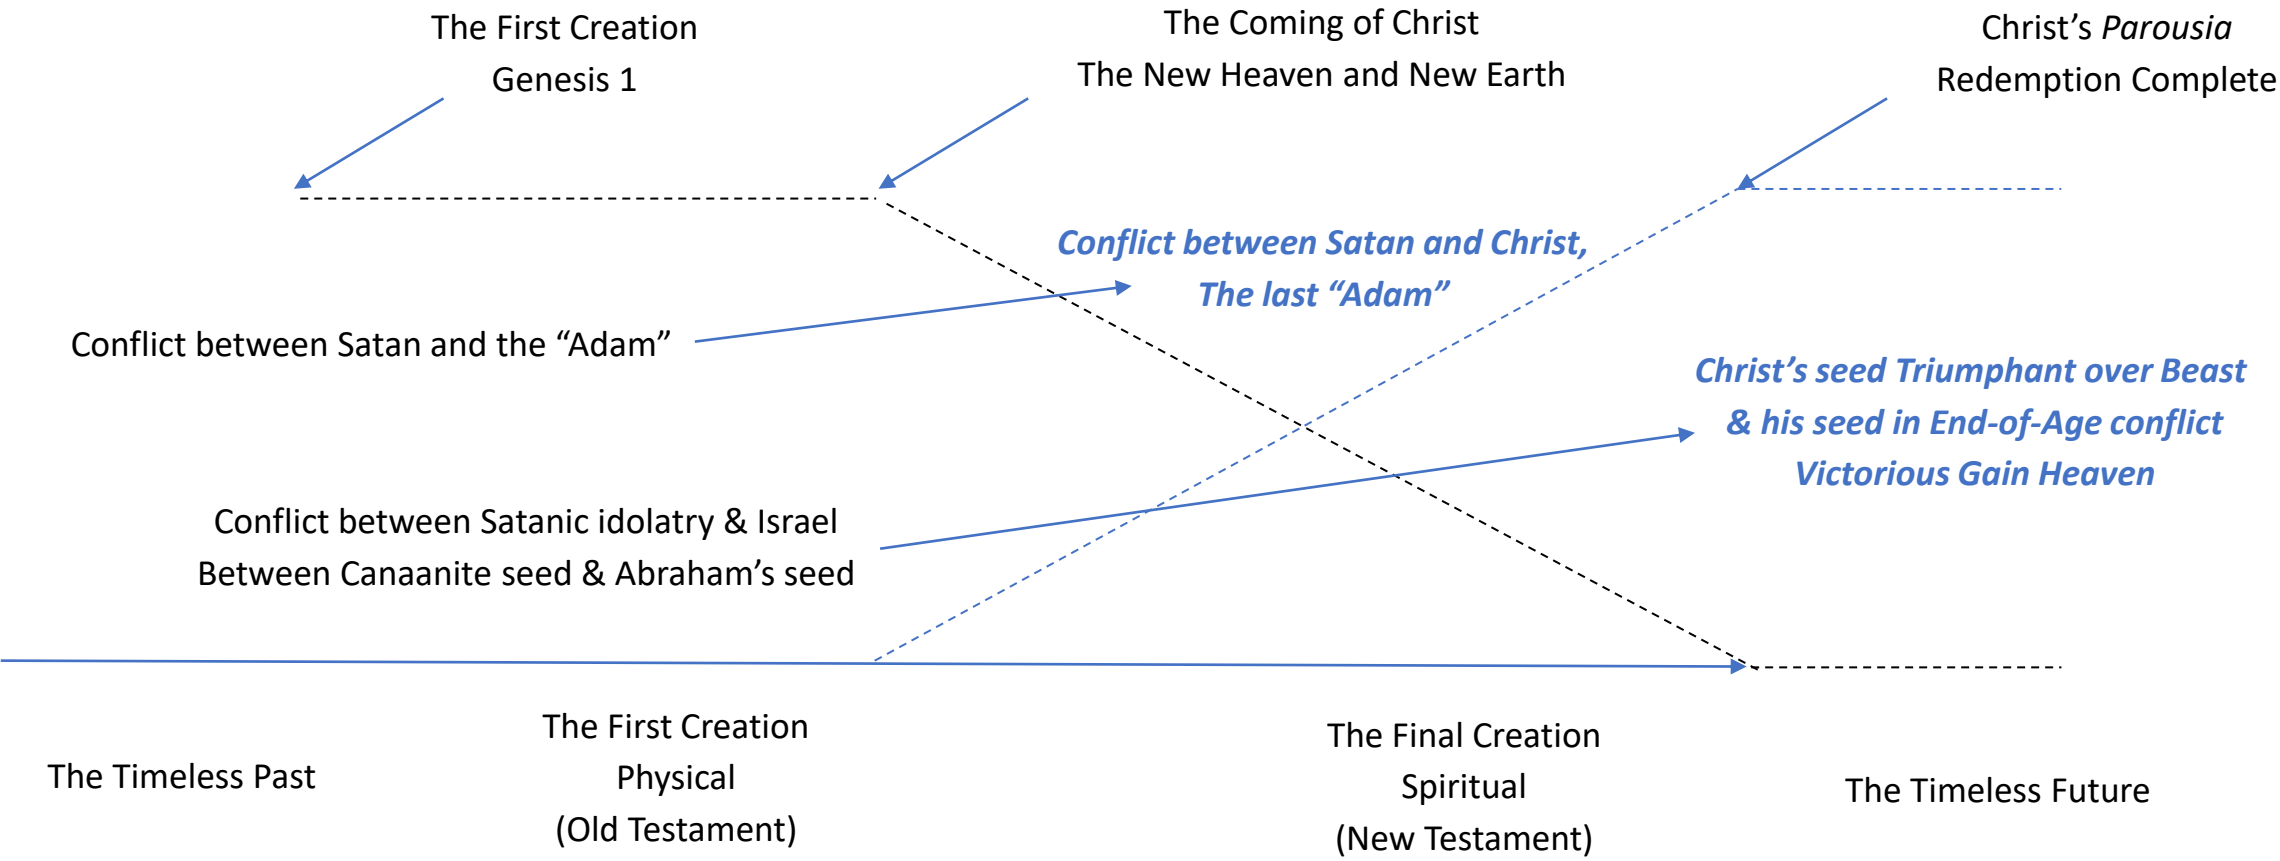 The First Creation
Genesis 1
The Coming of Christ
The New Heaven and New Earth
Christ’s Parousia
Redemption Complete
Conflict between Satan and Christ,
The last “Adam”
Conflict between Satan and the “Adam”
Christ’s seed Triumphant over Beast
& his seed in End-of-Age conflict
Victorious Gain Heaven
Conflict between Satanic idolatry & Israel
Between Canaanite seed & Abraham’s seed
The Timeless Past
The First Creation
Physical
(Old Testament)
The Final Creation
Spiritual
(New Testament)
The Timeless Future